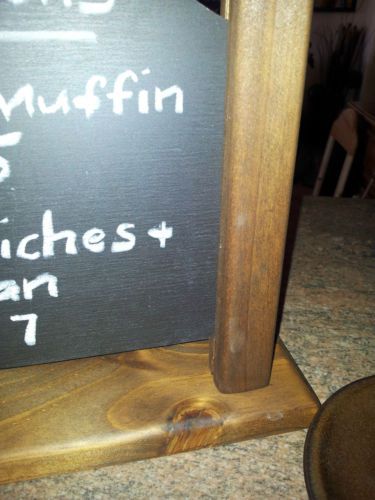 Muffin
5
iches +
an
7